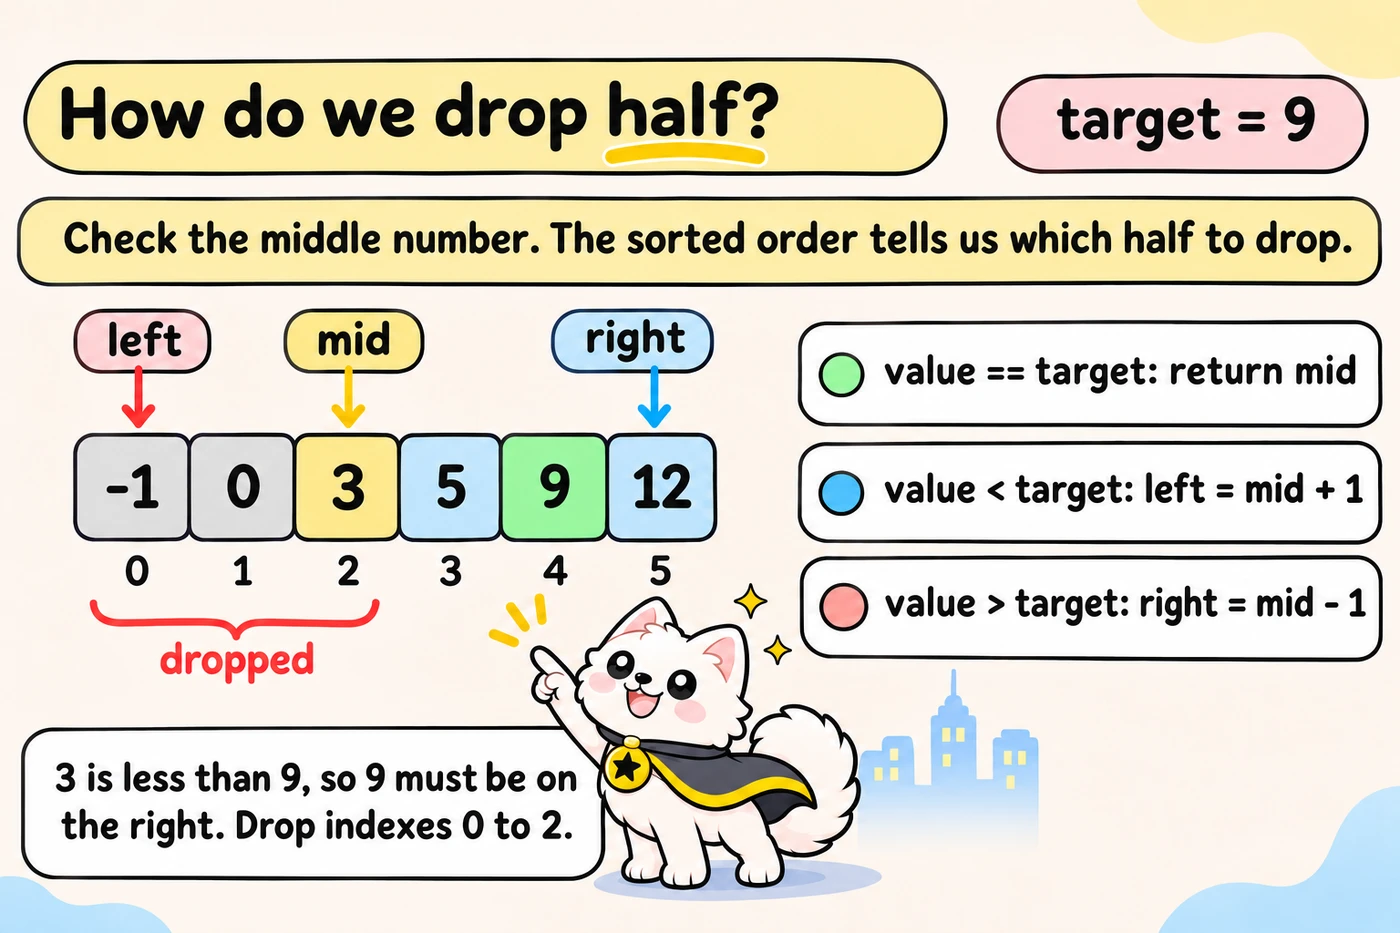 How do we drop half?
target = 9
Check the middle number. The sorted order tells us which half to drop.
left
mid
right
-1 0 3 5 9 12
0 1 2 3 4 5
dropped
value == target: return mid
value < target: left = mid + 1
value > target: right = mid - 1
3 is less than 9, so 9 must be on
the right. Drop indexes 0 to 2.